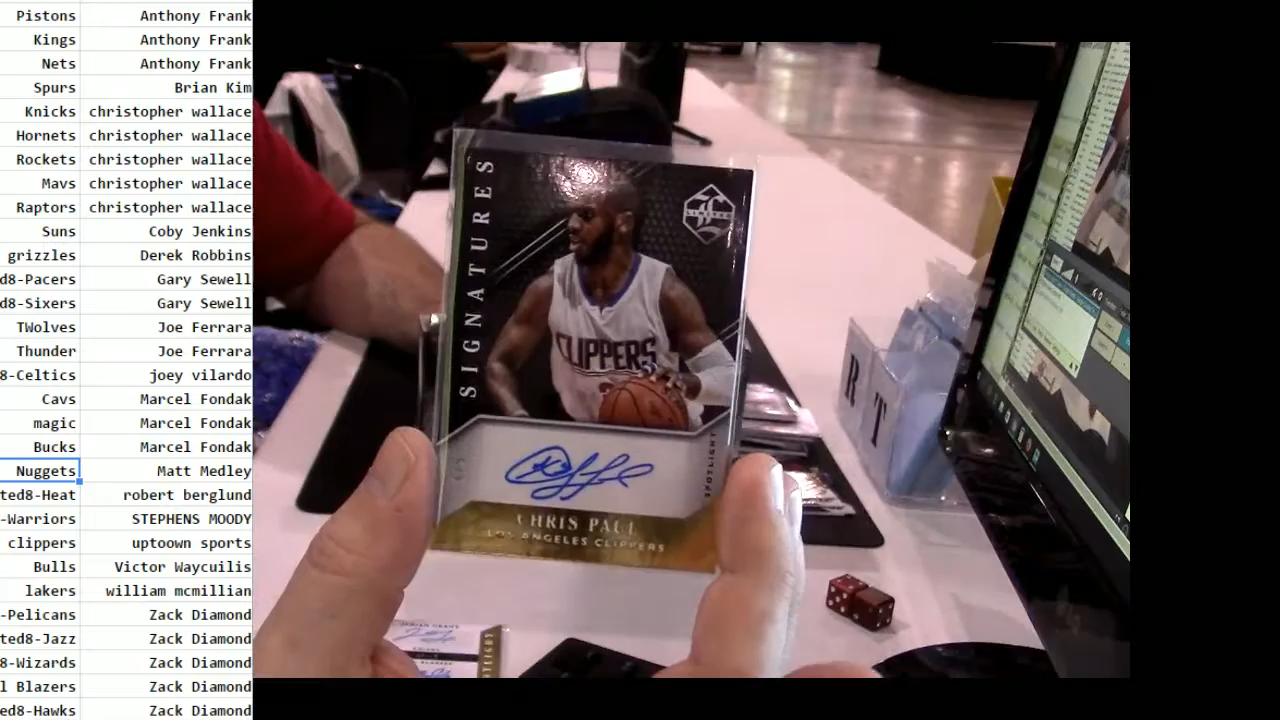 Pistons Anthony Frank
Kings Anthony Frank
Nets Anthony Frank
Spurs Brian Kim
Knicks christopher wallace
Hornets christopher wallace
Rockets christopher wallace
Mavs christopher wallace
Raptors christopher wallace
Suns Coby Jenkins
grizzles Derek Robbins
d8-Pacers Gary Sewell
d8-Sixers Gary Sewell
TWolves Joe Ferrara
Thunder Joe Ferrara
8-Celtics joey vilardo
Cavs Marcel Fondak
magic Marcel Fondak
Bucks Marcel Fondak
Nuggets Matt Medley
ted8-Heat robert berglund
-Warriors STEPHENS MOODY
clippers uptoown sports
Bulls Victor Waycuilis
lakers william mcmillian
-Pelicans Zack Diamond
ted8-Jazz Zack Diamond
8-Wizards Zack Diamond
l Blazers Zack Diamond
ed8-Hawks Zack Diamond
SIGNATURES
LIMITED
CLIPPERS
SPOTLIGHT
CHRIS PAUL
LOS ANGELES CLIPPERS
R T